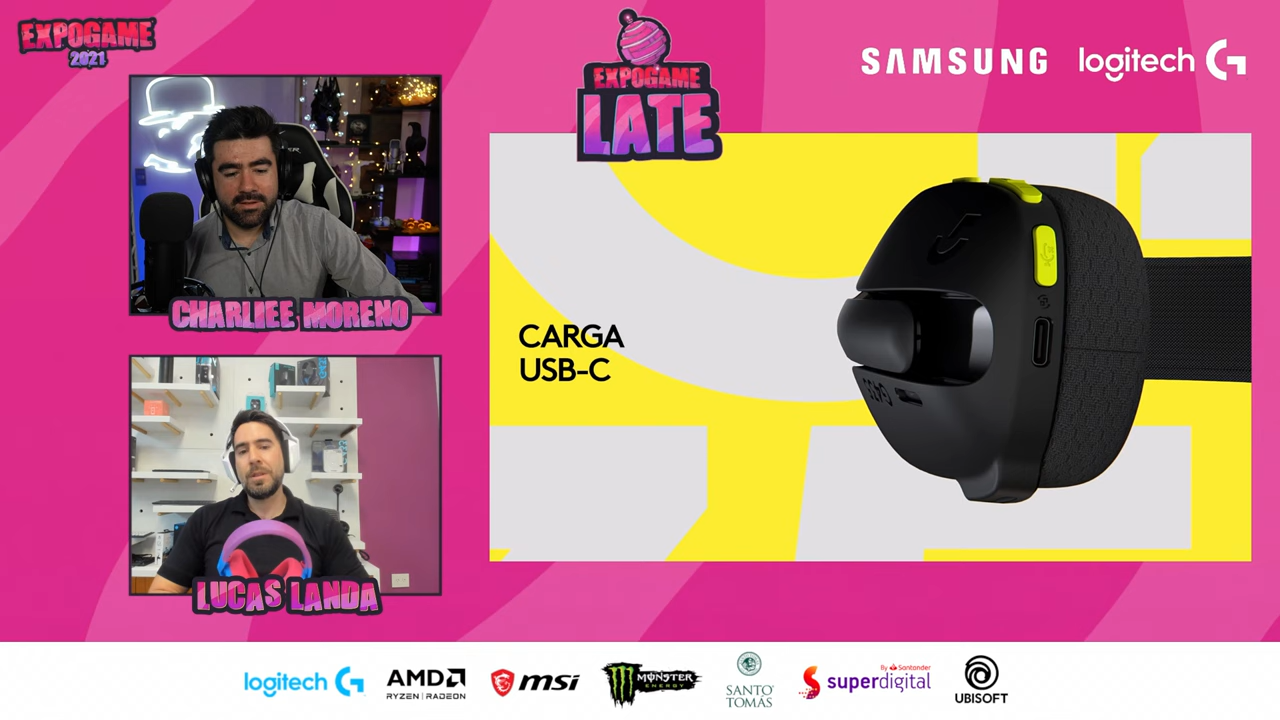 EXPOGAME
2021
EXPOGAME
LATE
SAMSUNG
logitech G
CHARLIEE MORENO
CARGA
USB-C
G435
LUCAS LANDA
logitech G
AMD
RYZEN | RADEON
msi
MONSTER
ENERGY
SANTO
TOMÁS
By Santander
superdigital
UBISOFT